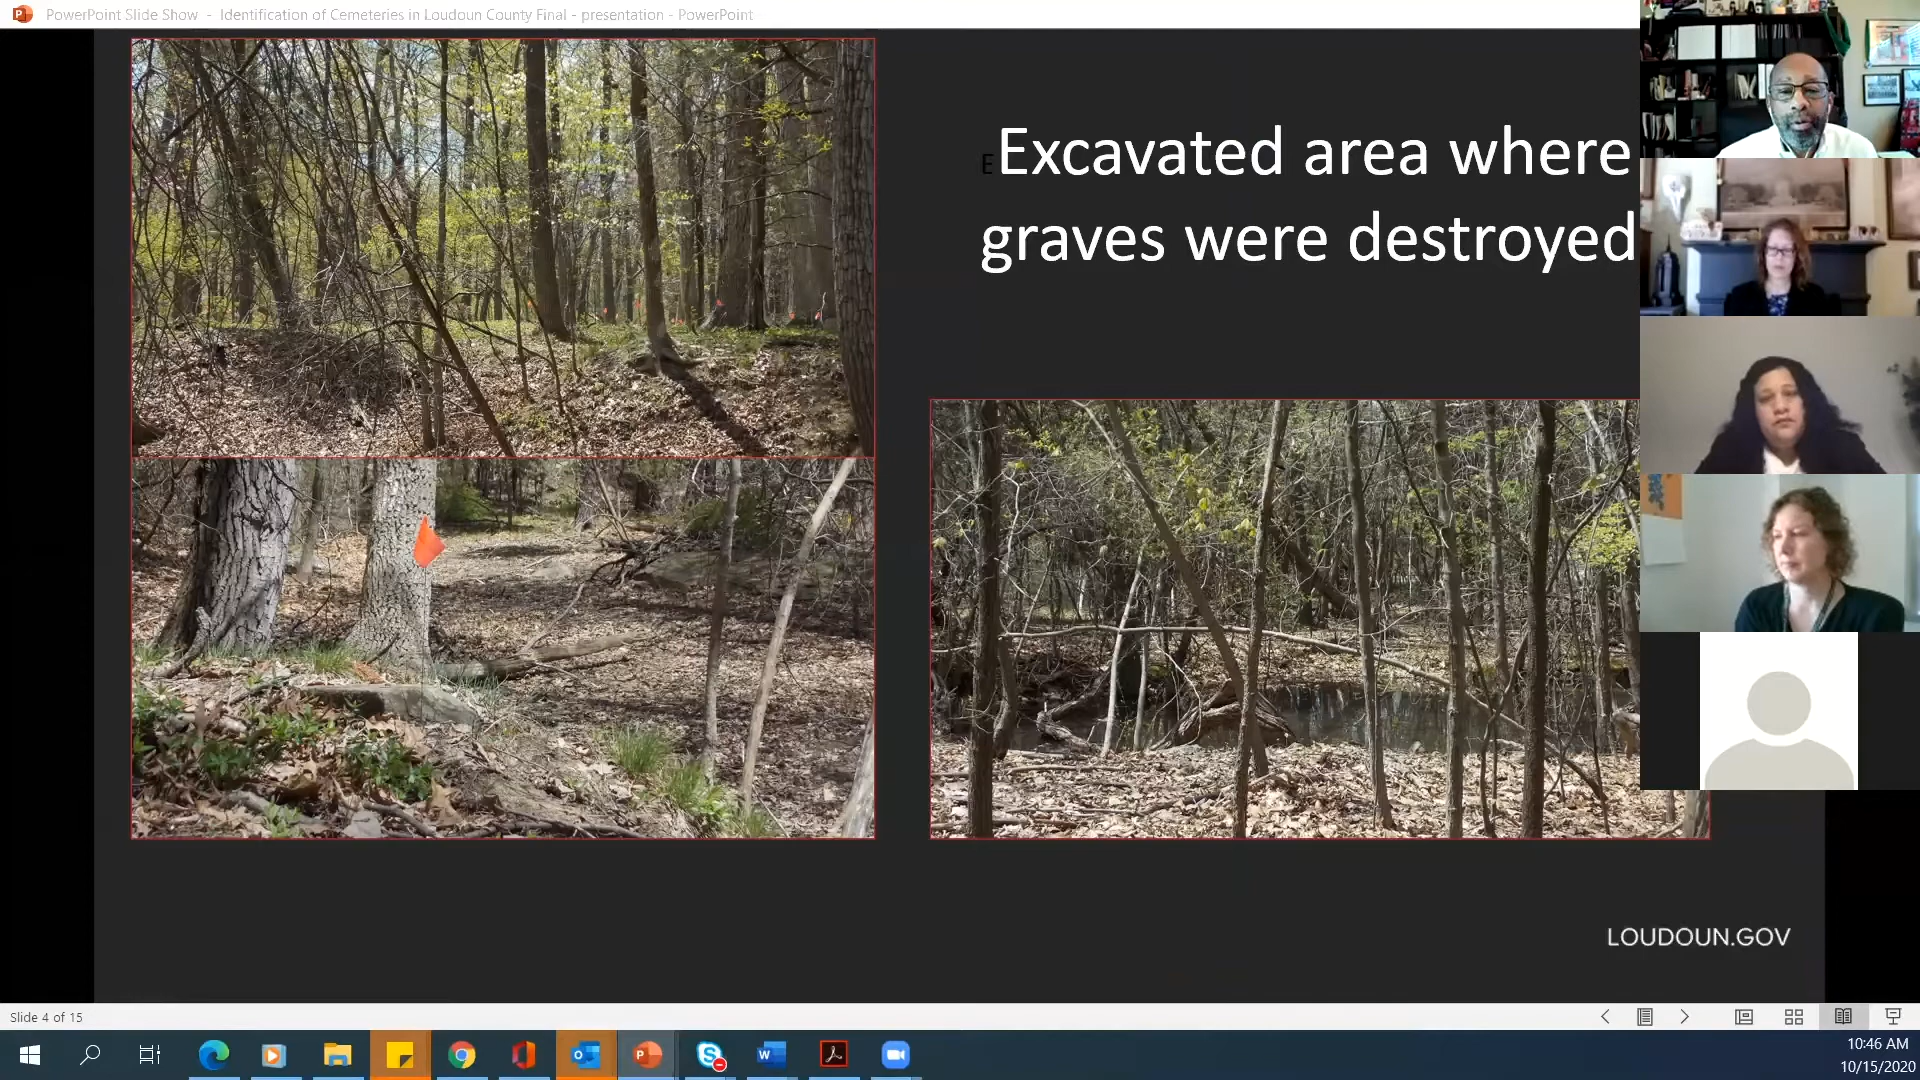 PowerPoint Slide Show - Identification of Cemeteries in Loudoun County Final - presentation - PowerPoint
EExcavated area where
graves were destroyed
LOUDOUN.GOV
Slide 4 of 15
10:46 AM
10/15/2020